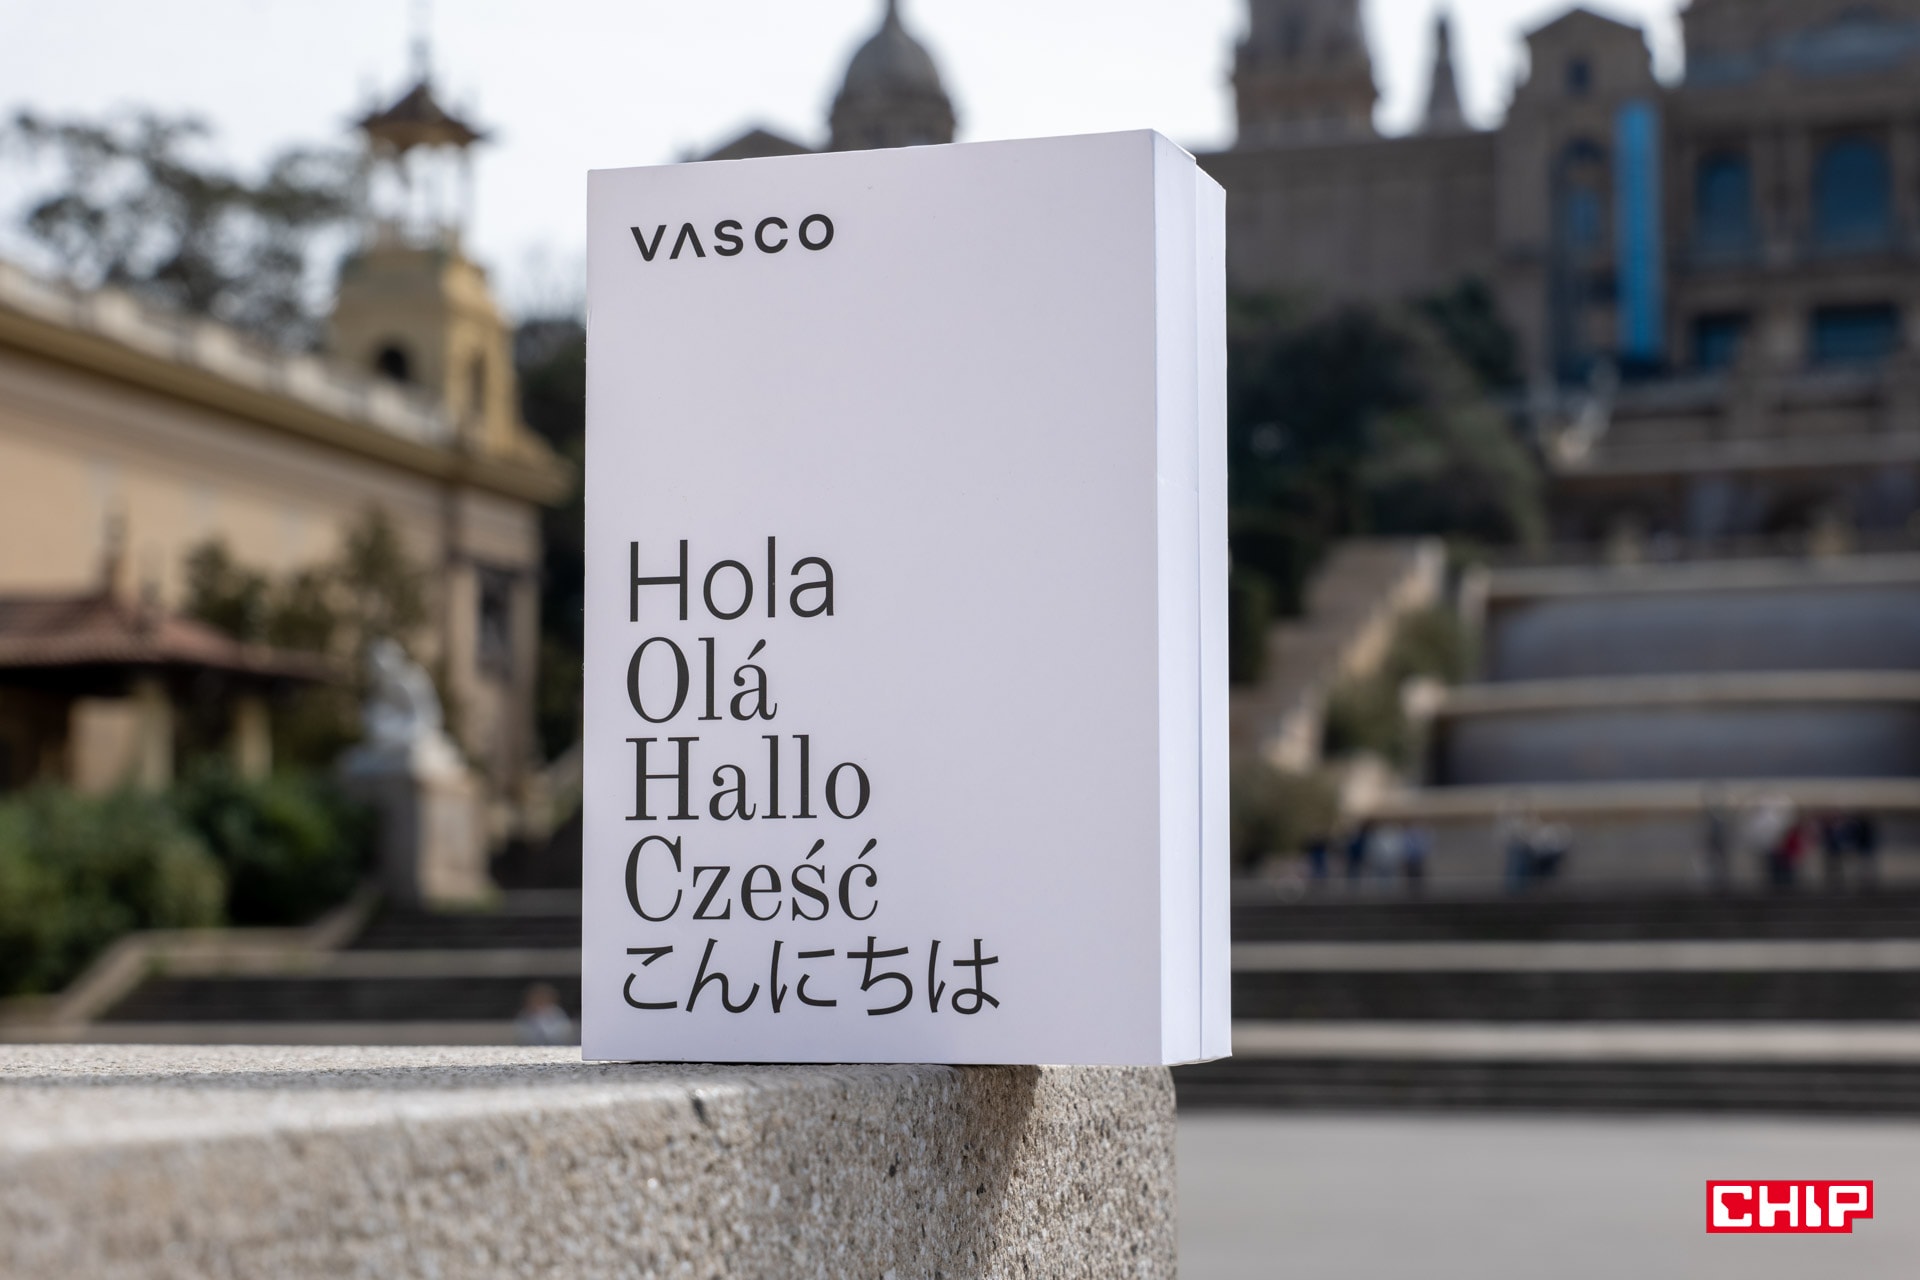 VASCO
Hola
Olá
Hallo
Cześć
こんにちは
CHIP